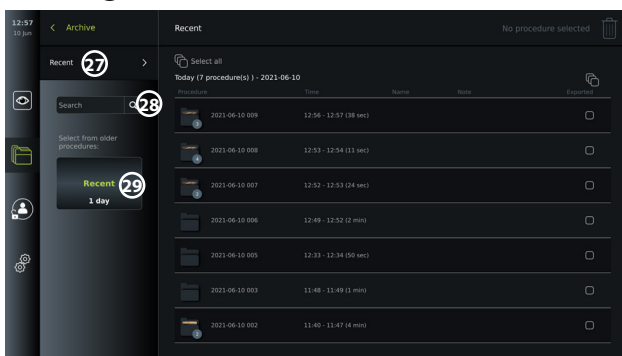 12:57
10 Jun
Archive
Recent
No procedure selected
Recent
27
Select all
Today (7 procedure(s) ) - 2021-06-10
Procedure Time Name Note Exported
Search
28
Select from older
procedures:
Recent
29
1 day
3
2021-06-10 009 12:56 - 12:57 (38 sec)
4
2021-06-10 008 12:53 - 12:54 (11 sec)
2021-06-10 007 12:52 - 12:53 (24 sec)
2021-06-10 006 12:49 - 12:52 (2 min)
2021-06-10 005 12:33 - 12:34 (50 sec)
2021-06-10 003 11:48 - 11:49 (1 min)
2
2021-06-10 002 11:40 - 11:47 (4 min)